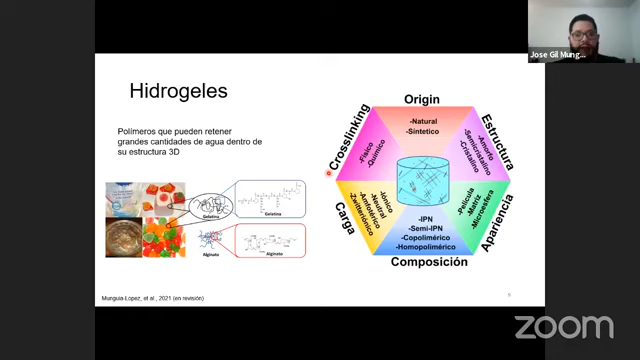 Jose Gil Mung...
Hidrogeles
Polímeros que pueden retener
grandes cantidades de agua dentro de
su estructura 3D
Gelatina
Gelatina
Alginato
Alginato
Origin
-Natural
-Sintetico
Crosslinking
-Físico
-Químico
Estructura
-Amorfo
-Semicristalino
-Cristalino
Carga
-Iónico
-Neutral
-Anfotérico
-Zwitteriónico
Apariencia
-Película
-Matriz
-Microesfera
-IPN
-Semi-IPN
-Copolimérico
-Homopolimérico
Composición
Munguia-Lopez, et al., 2021 (en revisión)
9
zoom